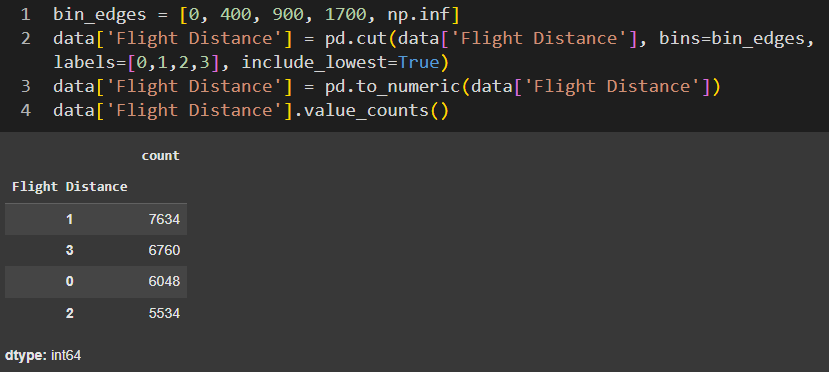 1 bin_edges = [0, 400, 900, 1700, np.inf]
2 data['Flight Distance'] = pd.cut(data['Flight Distance'], bins=bin_edges,
labels=[0,1,2,3], include_lowest=True)
3 data['Flight Distance'] = pd.to_numeric(data['Flight Distance'])
4 data['Flight Distance'].value_counts()
count
Flight Distance
1 7634
3 6760
0 6048
2 5534
dtype: int64